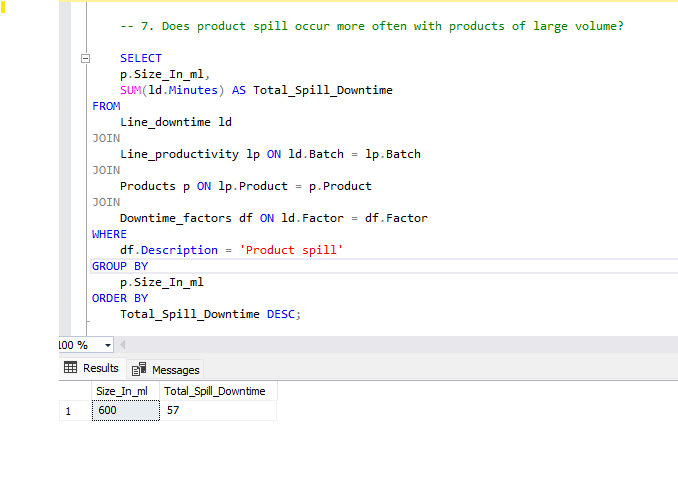 -- 7. Does product spill occur more often with products of large volume?
SELECT
p.Size_In_ml,
SUM(ld.Minutes) AS Total_Spill_Downtime
FROM
Line_downtime ld
JOIN
Line_productivity lp ON ld.Batch = lp.Batch
JOIN
Products p ON lp.Product = p.Product
JOIN
Downtime_factors df ON ld.Factor = df.Factor
WHERE
df.Description = 'Product spill'
GROUP BY
p.Size_In_ml
ORDER BY
Total_Spill_Downtime DESC;
100 %
Results Messages
Size_In_ml Total_Spill_Downtime
1 600 57